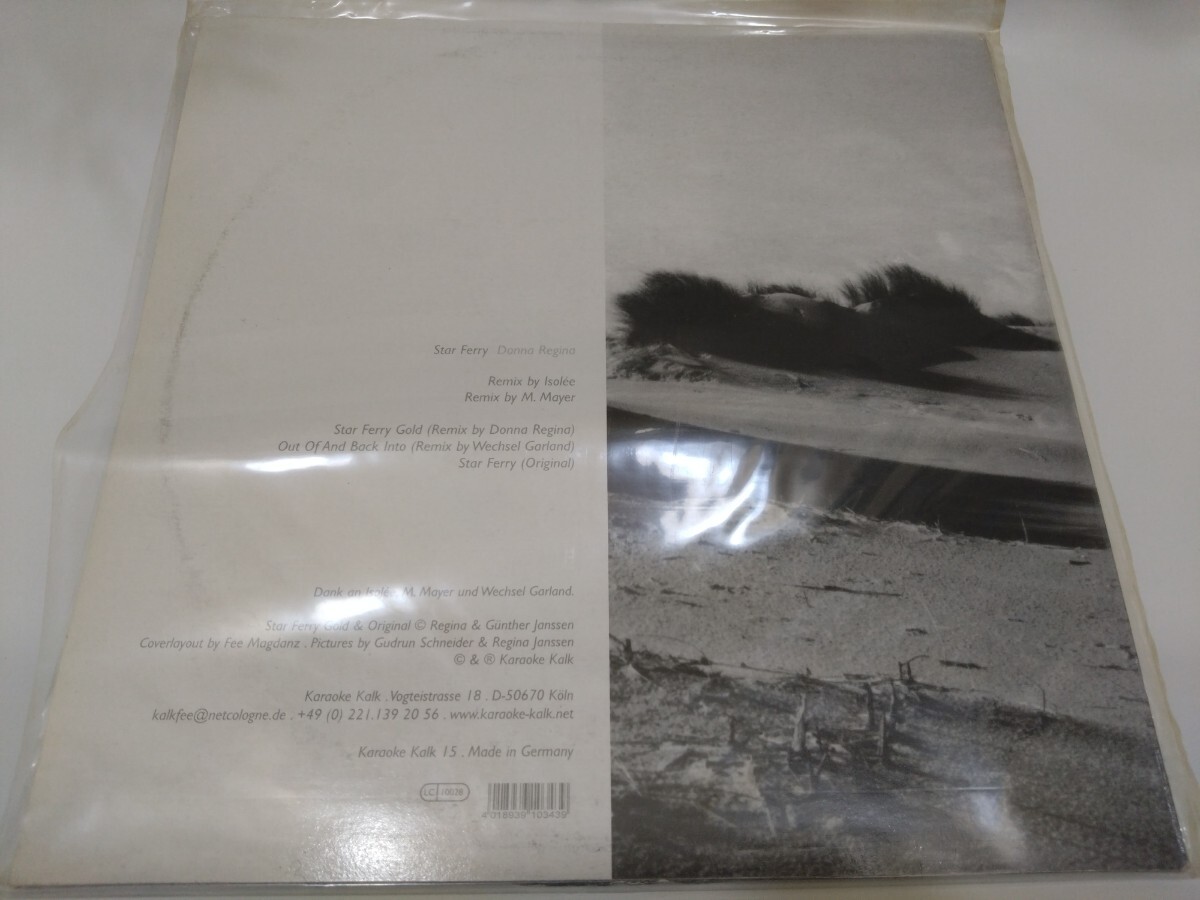 Star Ferry Donna Regina
Remix by Isolée
Remix by M. Mayer
Star Ferry Gold (Remix by Donna Regina)
Out Of And Back Into (Remix by Wechsel Garland)
Star Ferry (Original)
Dank an Isolée, M. Mayer und Wechsel Garland.
Star Ferry Gold & Original © Regina & Günther Janssen
Coverlayout by Fee Magdanz . Pictures by Gudrun Schneider & Regina Janssen
© & ® Karaoke Kalk
Karaoke Kalk . Vogteistrasse 18 . D-50670 Köln
kalkfee@netcologne.de . +49 (0) 221.139 20 56 . www.karaoke-kalk.net
Karaoke Kalk 15 . Made in Germany
LC
4 018939 103429